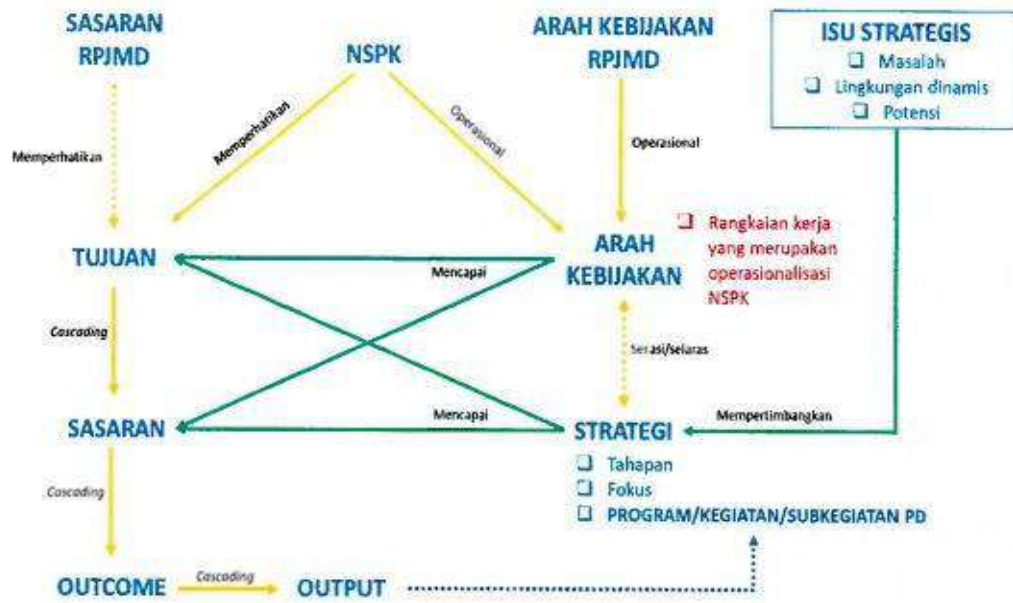 SASARAN
RPJMD
NSPK
ARAH KEBIJAKAN
RPJMD
ISU STRATEGIS
Masalah
Lingkungan dinamis
Potensi
Memperhatikan
Memperhatikan
Operasional
Operasional
TUJUAN
Mencapai
ARAH
KEBIJAKAN
Rangkaian kerja
yang merupakan
operasionalisasi
NSPK
Cascading
Serasi/selaras
SASARAN
Mencapai
STRATEGI
Mempertimbangkan
Tahapan
Fokus
PROGRAM/KEGIATAN/SUBKEGIATAN PD
Cascading
OUTCOME
Cascading
OUTPUT